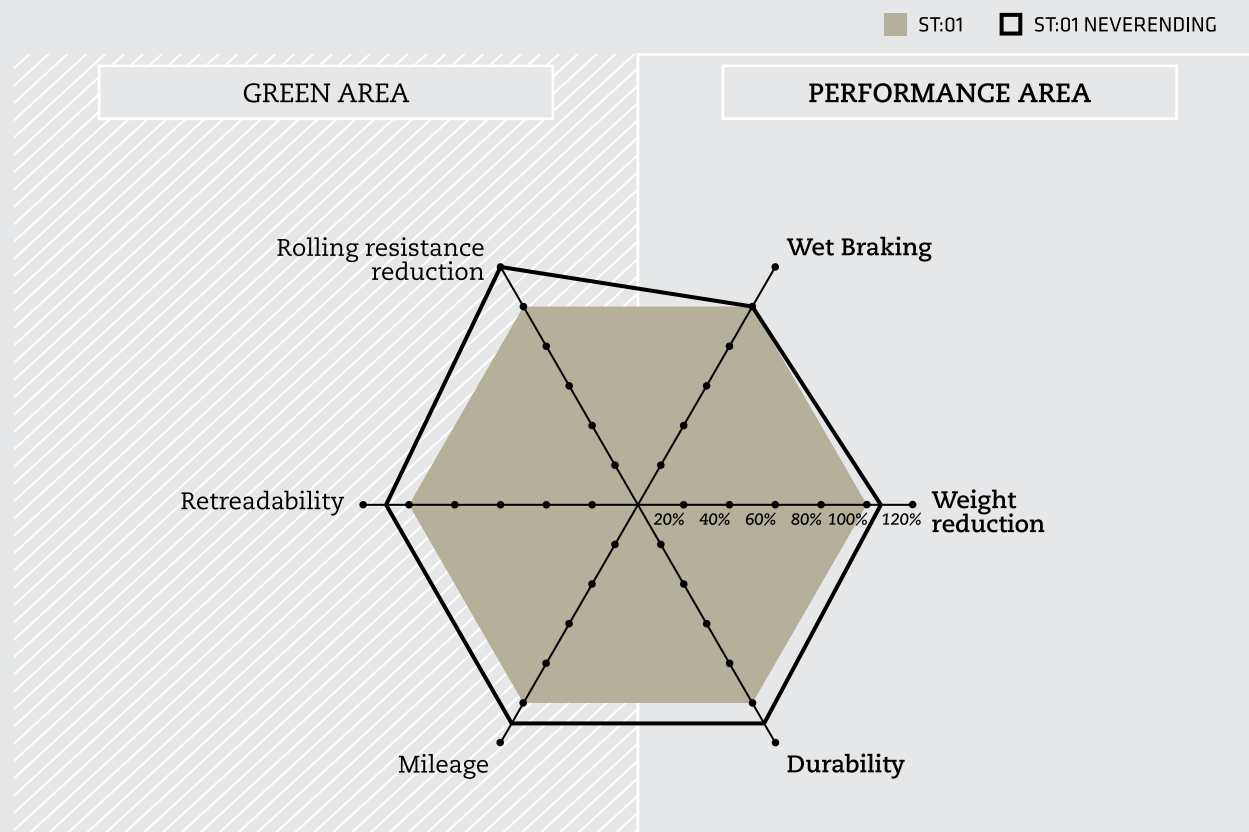 ST:01
ST:01 NEVERENDING
GREEN AREA
PERFORMANCE AREA
Rolling resistance
reduction
Wet Braking
Retreadability
20% 40% 60% 80% 100% 120%
Weight
reduction
Mileage
Durability